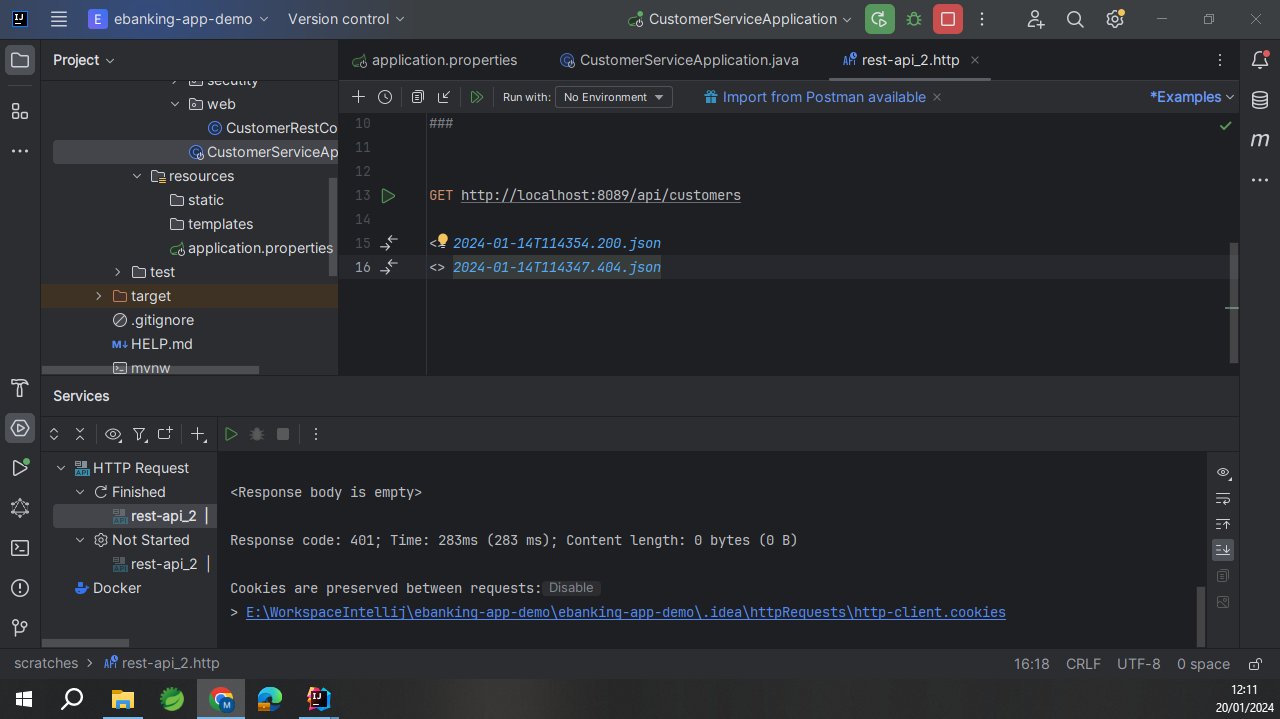 E ebanking-app-demo Version control CustomerServiceApplication
Project
application.properties CustomerServiceApplication.java API rest-api_2.http
Run with: No Environment Import from Postman available *Examples
secutity
web
CustomerRestCo
CustomerServiceAp
resources
static
templates
application.properties
test
target
.gitignore
M↓ HELP.md
mvnw
10 ###
11
12
13 GET http://localhost:8089/api/customers
14
15 <> 2024-01-14T114354.200.json
16 <> 2024-01-14T114347.404.json
m
Services
API HTTP Request
Finished
API rest-api_2
Not Started
API rest-api_2
Docker
<Response body is empty>
Response code: 401; Time: 283ms (283 ms); Content length: 0 bytes (0 B)
Cookies are preserved between requests: Disable
> E:\WorkspaceIntellij\ebanking-app-demo\ebanking-app-demo\.idea\httpRequests\http-client.cookies
scratches > API rest-api_2.http 16:18 CRLF UTF-8 0 space
12:11
20/01/2024